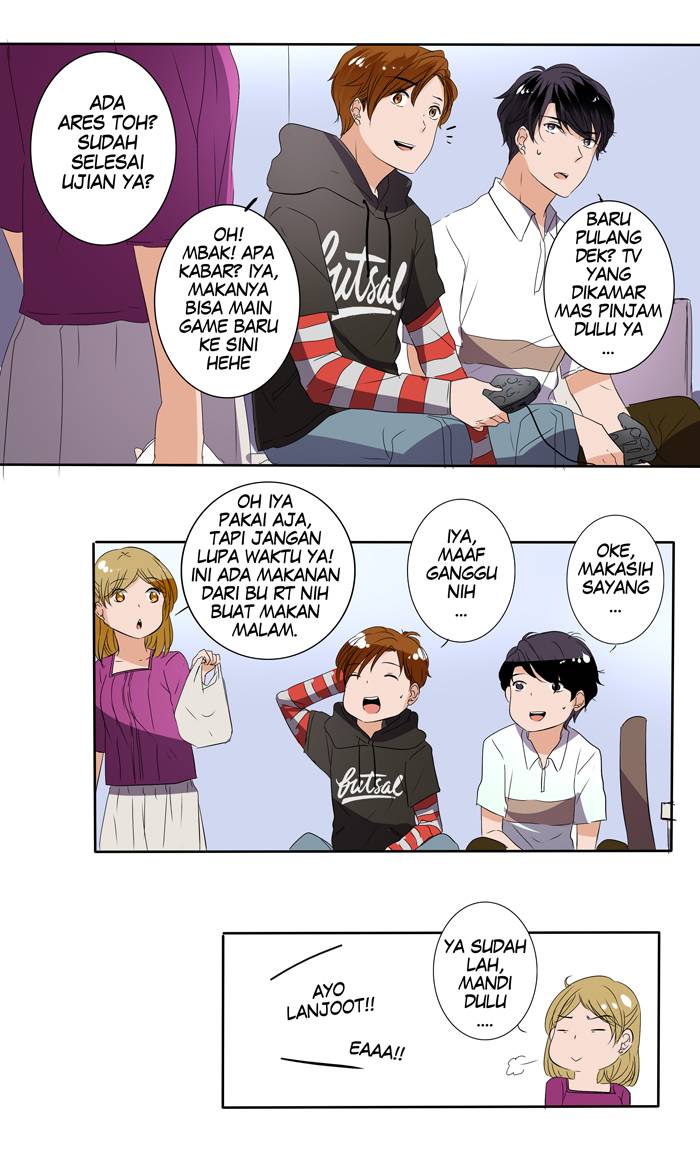 ADA
ARES TOH?
SUDAH
SELESAI
UJIAN YA?
OH!
MBAK! APA
KABAR? IYA,
MAKANYA
BISA MAIN
GAME BARU
KE SINI
HEHE
BARU
PULANG
DEK? TV
YANG
DIKAMAR
MAS PINJAM
DULU YA
...
futsal
OH IYA
PAKAI AJA,
TAPI JANGAN
LUPA WAKTU YA!
INI ADA MAKANAN
DARI BU RT NIH
BUAT MAKAN
MALAM.
IYA,
MAAF
GANGGU
NIH
...
OKE,
MAKASIH
SAYANG
...
futsal
AYO
LANJOOT!!
EAAA!!
YA SUDAH
LAH,
MANDI
DULU
....